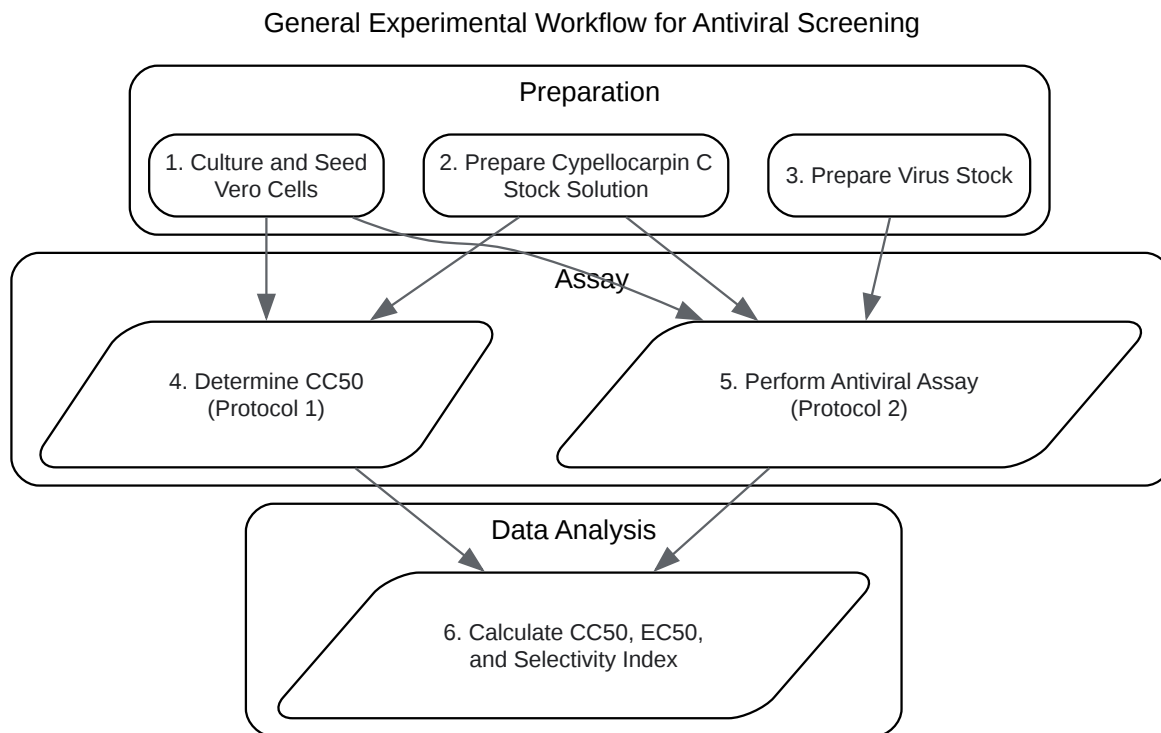 General Experimental Workflow for Antiviral Screening
Preparation
1. Culture and Seed
Vero Cells
2. Prepare Cypellocarpin C
Stock Solution
3. Prepare Virus Stock
Assay
4. Determine CC50
(Protocol 1)
5. Perform Antiviral Assay
(Protocol 2)
Data Analysis
6. Calculate CC50, EC50,
and Selectivity Index